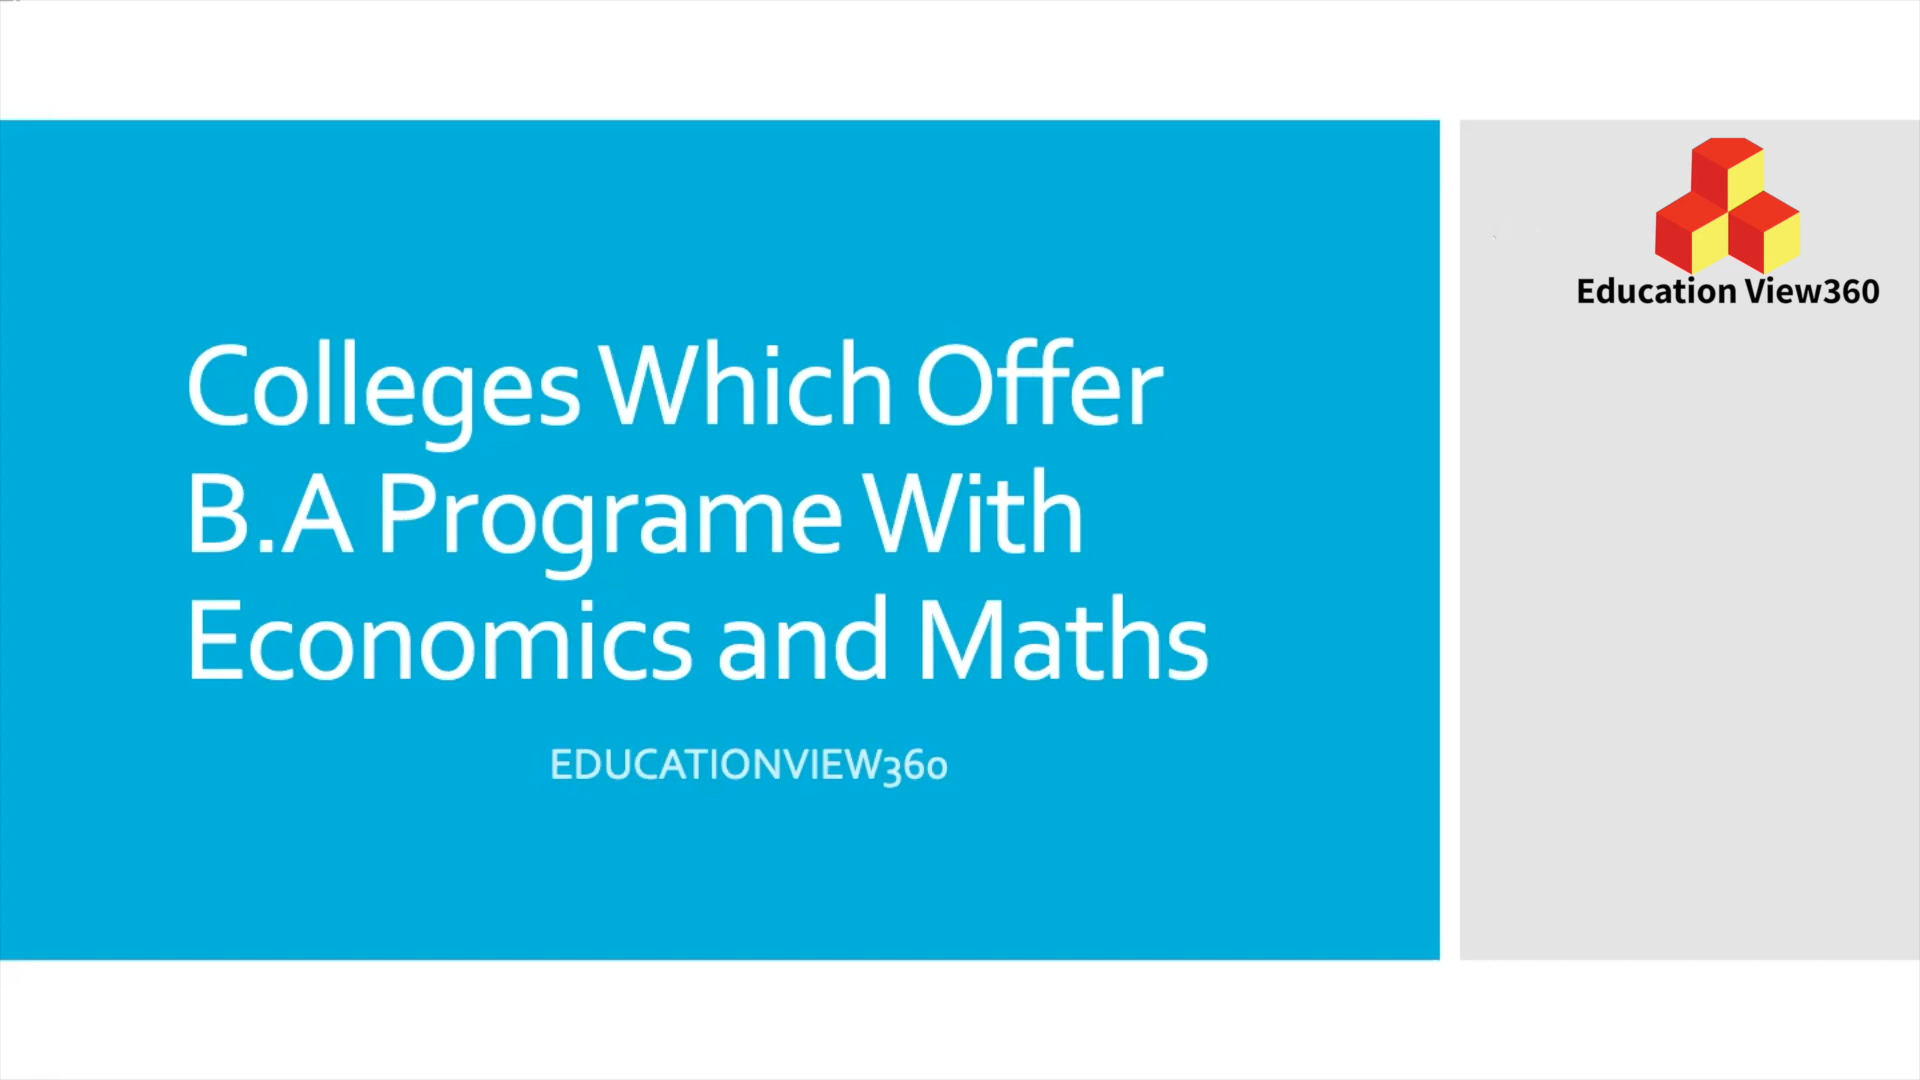 Colleges Which Offer
B.A Programe With
Economics and Maths
EDUCATIONVIEW360
Education View360